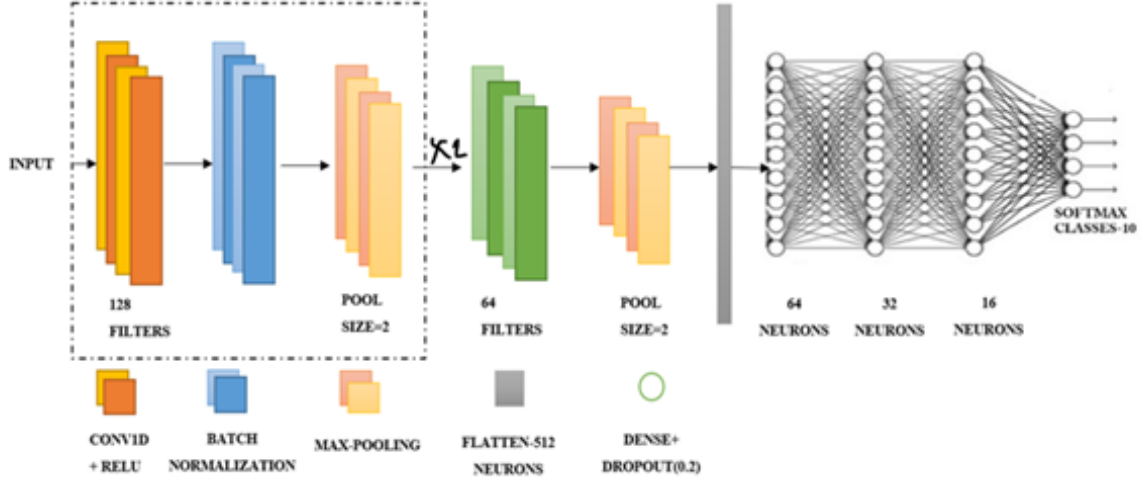 INPUT
X2
128
FILTERS
POOL
SIZE=2
64
FILTERS
POOL
SIZE=2
64
NEURONS
32
NEURONS
16
NEURONS
SOFTMAX
CLASSES-10
CONV1D
+ RELU
BATCH
NORMALIZATION
MAX-POOLING
FLATTEN-512
NEURONS
DENSE+
DROPOUT(0.2)